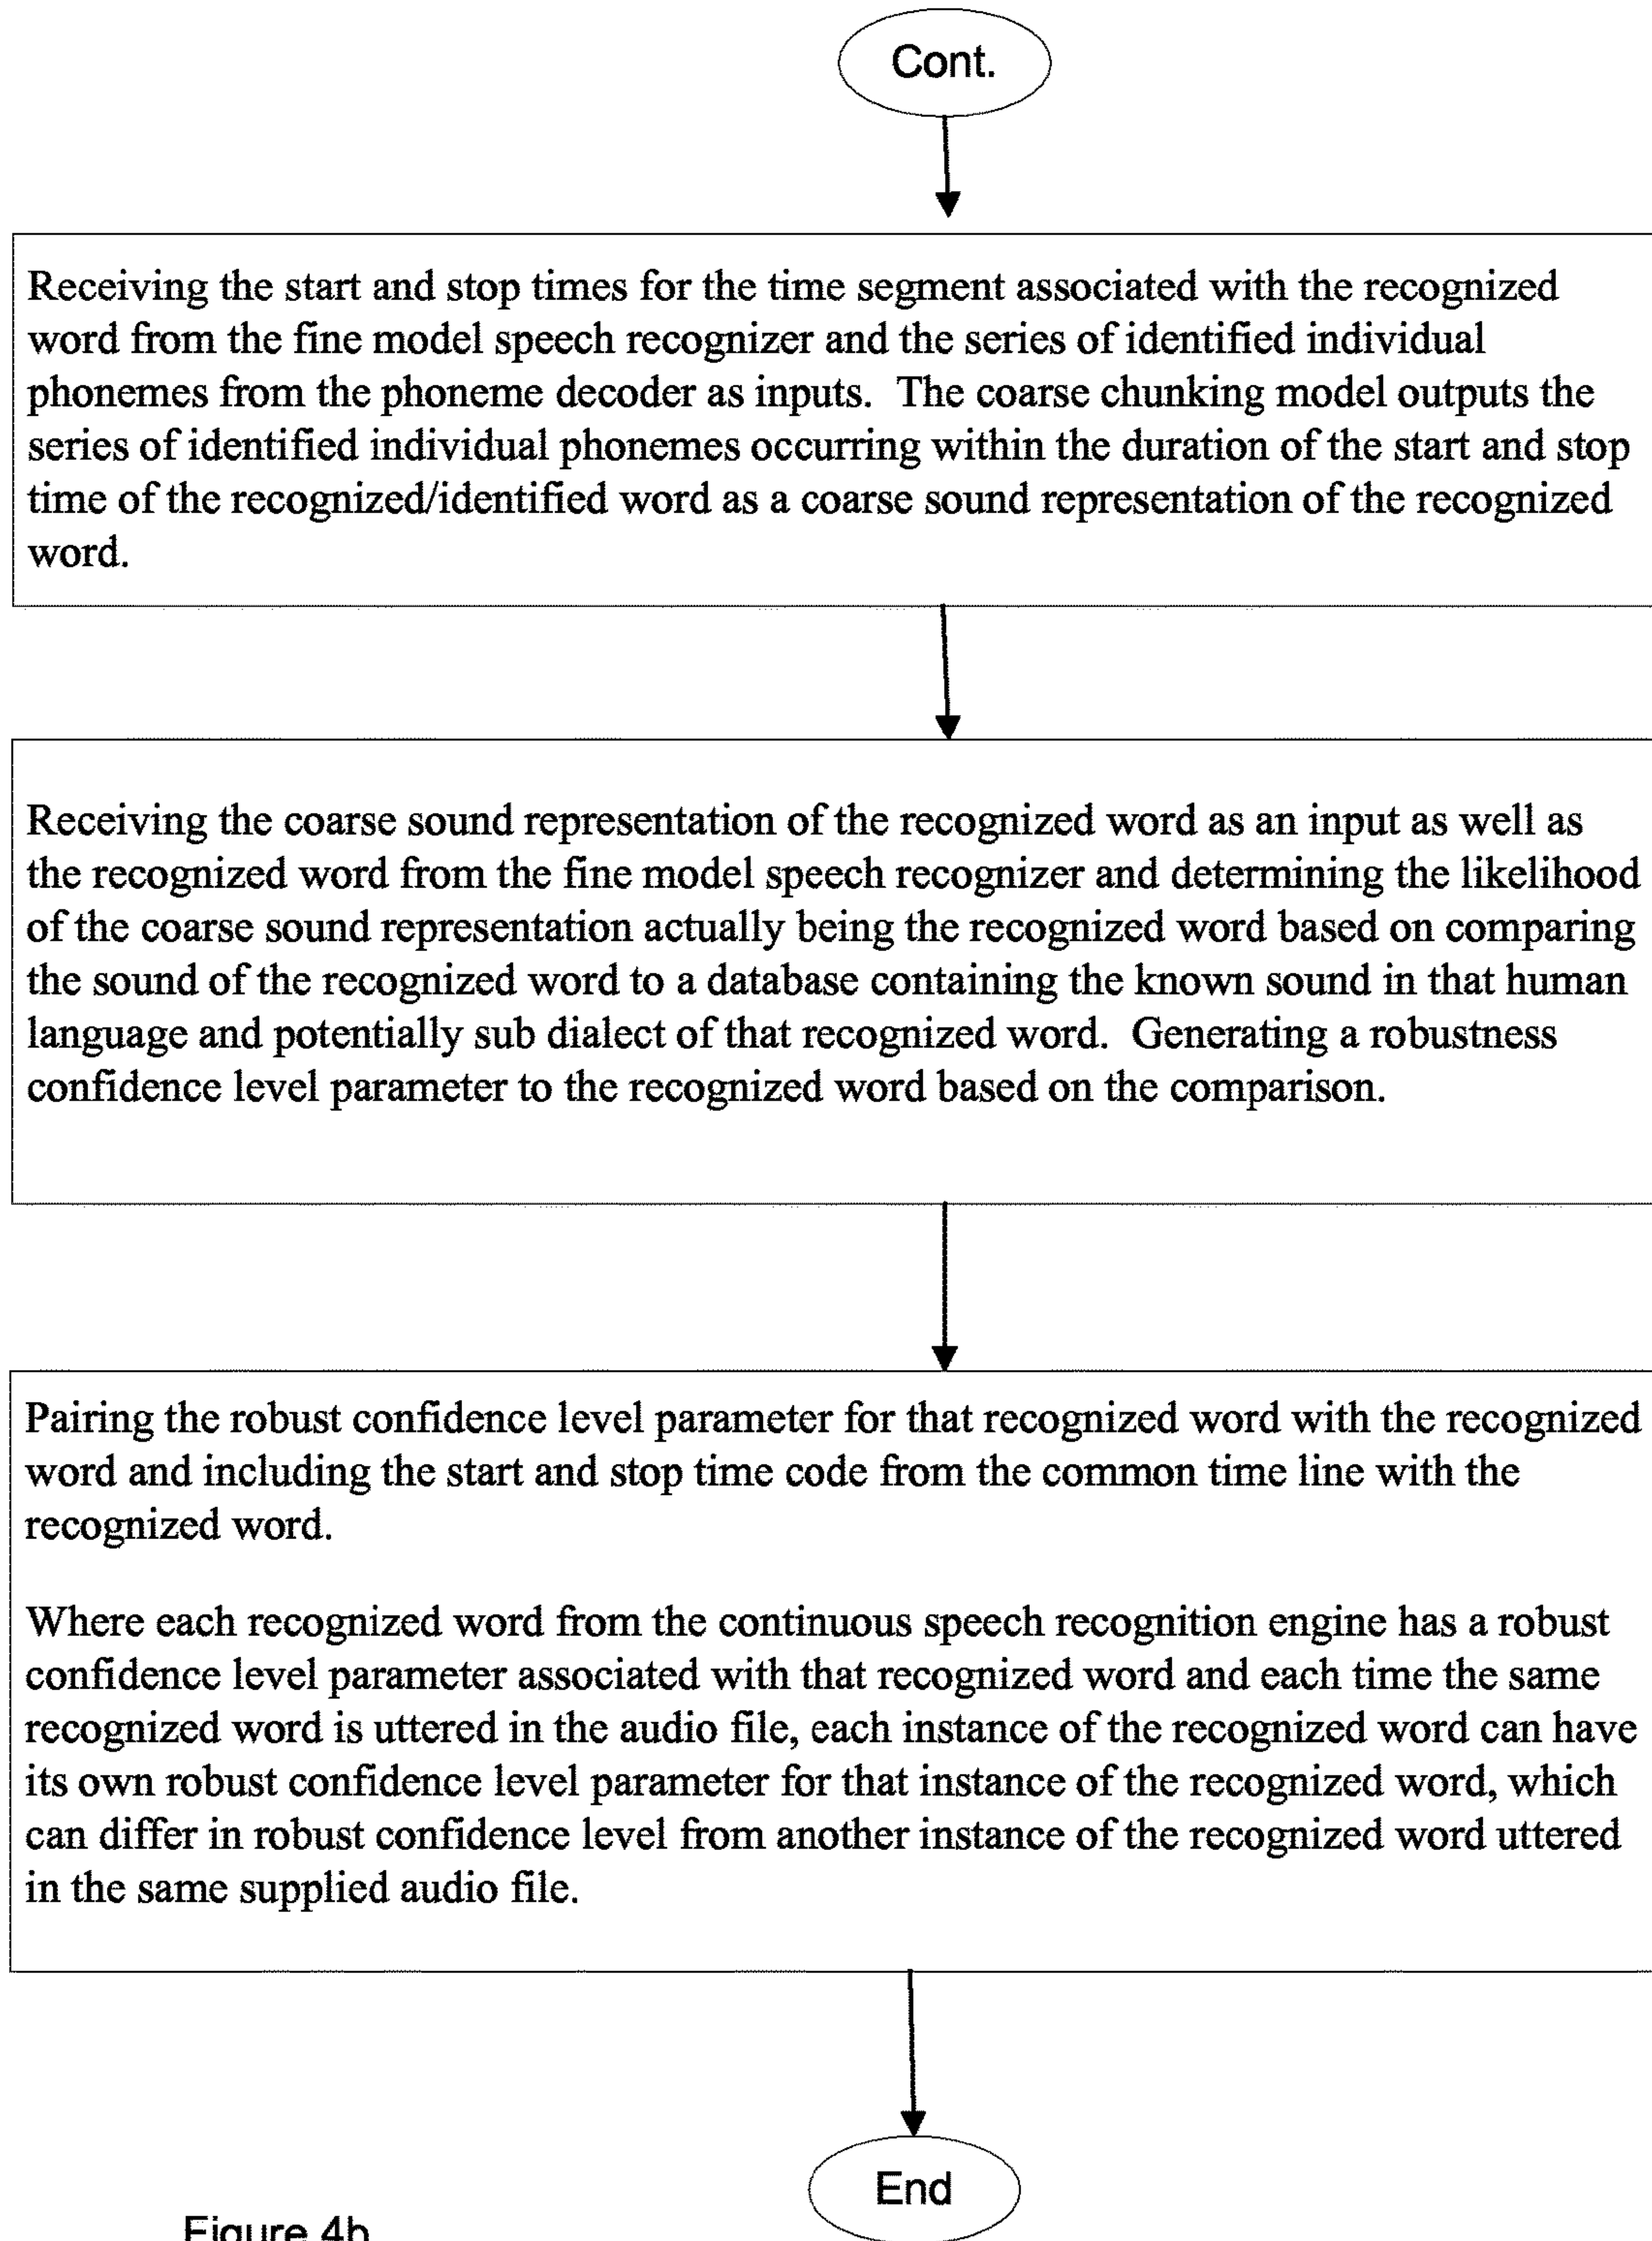 Cont.
Receiving the start and stop times for the time segment associated with the recognized
word from the fine model speech recognizer and the series of identified individual
phonemes from the phoneme decoder as inputs.  The coarse chunking model outputs the
series of identified individual phonemes occurring within the duration of the start and stop
time of the recognized/identified word as a coarse sound representation of the recognized
word.
Receiving the coarse sound representation of the recognized word as an input as well as
the recognized word from the fine model speech recognizer and determining the likelihood
of the coarse sound representation actually being the recognized word based on comparing
the sound of the recognized word to a database containing the known sound in that human
language and potentially sub dialect of that recognized word.  Generating a robustness
confidence level parameter to the recognized word based on the comparison.
Pairing the robust confidence level parameter for that recognized word with the recognized
word and including the start and stop time code from the common time line with the
recognized word.
Where each recognized word from the continuous speech recognition engine has a robust
confidence level parameter associated with that recognized word and each time the same
recognized word is uttered in the audio file, each instance of the recognized word can have
its own robust confidence level parameter for that instance of the recognized word, which
can differ in robust confidence level from another instance of the recognized word uttered
in the same supplied audio file.
End
Figure 4b